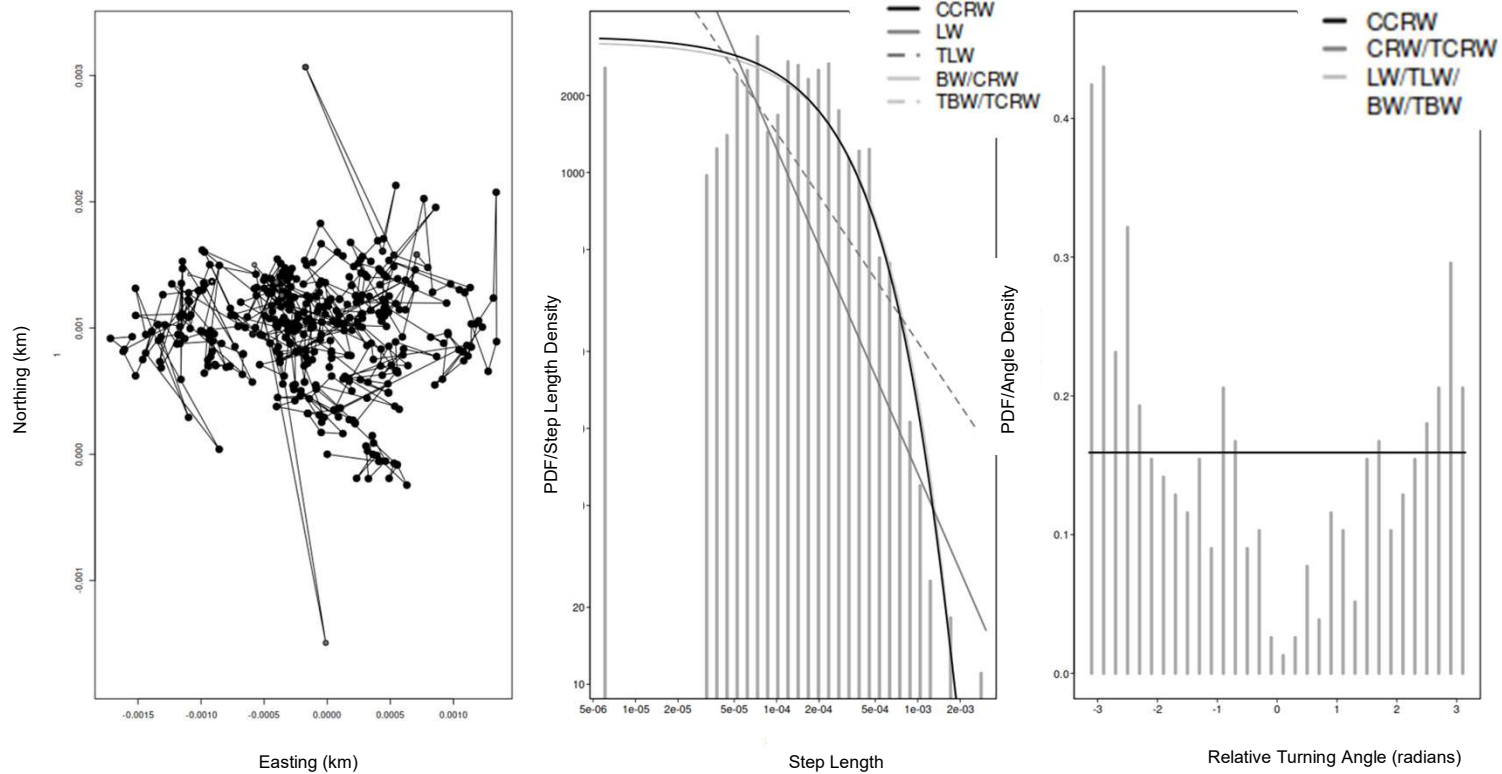 Northing (km)
1
0.003
0.002
0.001
0.000
-0.001
-0.0015
-0.0010
-0.0005
0.0000
0.0005
0.0010
Easting (km)
PDF/Step Length Density
2000
1000
20
10
5e-06
1e-05
2e-05
5e-05
1e-04
2e-04
5e-04
1e-03
2e-03
Step Length
CCRW
LW
TLW
BW/CRW
TBW/TCRW
PDF/Angle Density
0.4
0.3
0.2
0.1
0.0
-3
-2
-1
0
1
2
3
Relative Turning Angle (radians)
CCRW
CRW/TCRW
LW/TLW/
BW/TBW